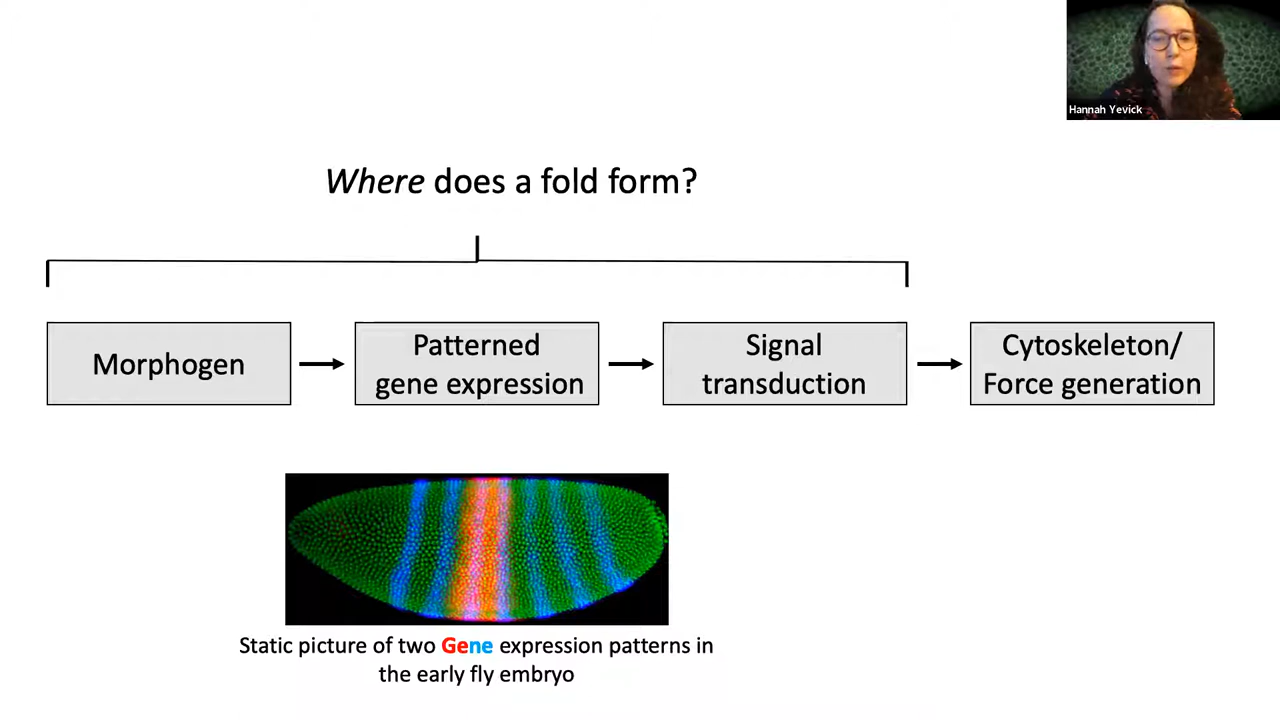 Hannah Yevick
Where does a fold form?
Morphogen
Patterned
gene expression
Signal
transduction
Cytoskeleton/
Force generation
Static picture of two Gene expression patterns in
the early fly embryo